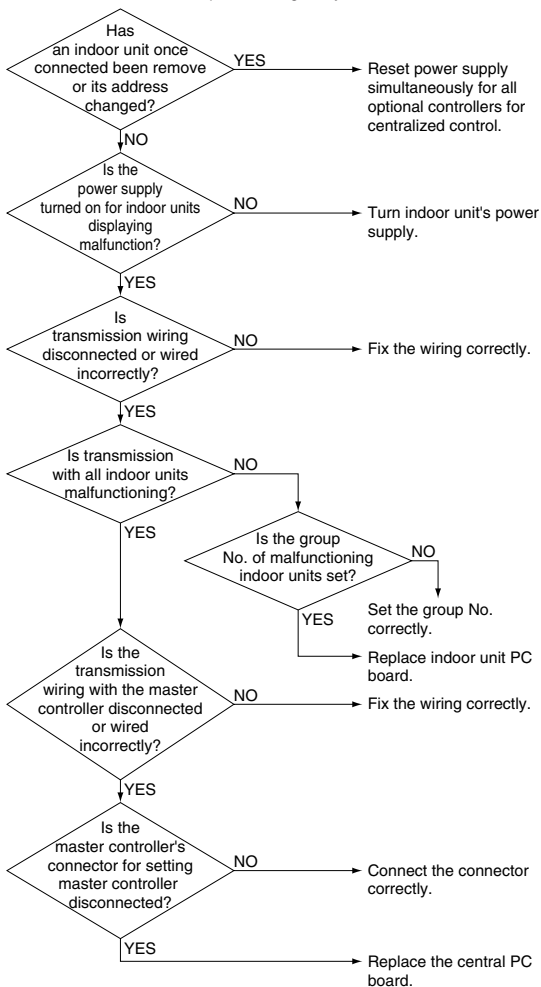 Has
an indoor unit once
connected been remove
or its address
changed?
YES
Reset power supply
simultaneously for all
optional controllers for
centralized control.
NO
Is the
power supply
turned on for indoor units
displaying
malfunction?
NO
Turn indoor unit's power
supply.
YES
Is
transmission wiring
disconnected or wired
incorrectly?
NO
Fix the wiring correctly.
YES
Is transmission
with all indoor units
malfunctioning?
NO
YES
Is the group
No. of malfunctioning
indoor units set?
NO
Set the group No.
correctly.
YES
Replace indoor unit PC
board.
Is the
transmission
wiring with the master
controller disconnected
or wired
incorrectly?
NO
Fix the wiring correctly.
YES
Is the
master controller's
connector for setting
master controller
disconnected?
NO
Connect the connector
correctly.
YES
Replace the central PC
board.